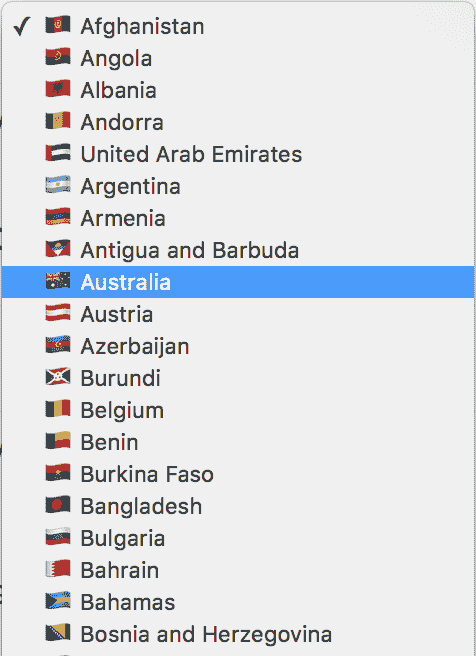 Afghanistan
Angola
Albania
Andorra
United Arab Emirates
Argentina
Armenia
Antigua and Barbuda
Australia
Austria
Azerbaijan
Burundi
Belgium
Benin
Burkina Faso
Bangladesh
Bulgaria
Bahrain
Bahamas
Bosnia and Herzegovina